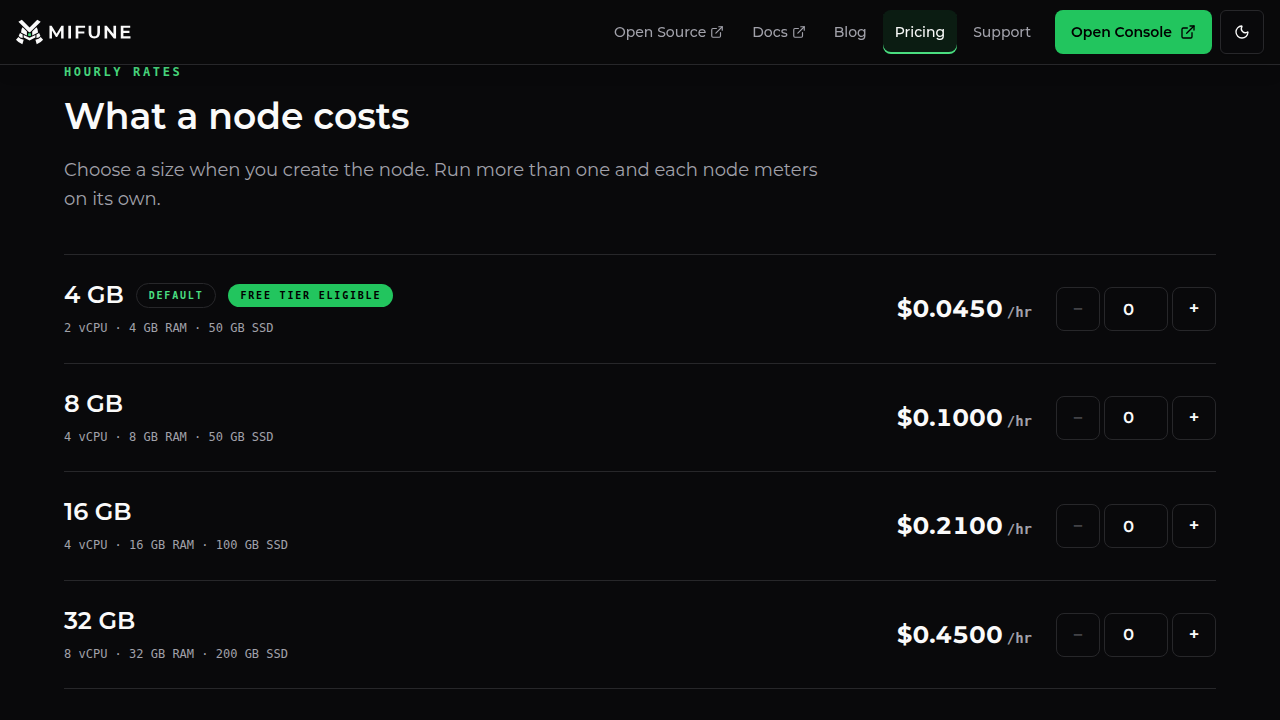 MIFUNE
Open Source
Docs
Blog
Pricing
Support
Open Console
HOURLY RATES
What a node costs
Choose a size when you create the node. Run more than one and each node meters
on its own.
4 GB DEFAULT FREE TIER ELIGIBLE
2 vCPU · 4 GB RAM · 50 GB SSD
$0.0450 /hr − 0 +
8 GB
4 vCPU · 8 GB RAM · 50 GB SSD
$0.1000 /hr − 0 +
16 GB
4 vCPU · 16 GB RAM · 100 GB SSD
$0.2100 /hr − 0 +
32 GB
8 vCPU · 32 GB RAM · 200 GB SSD
$0.4500 /hr − 0 +